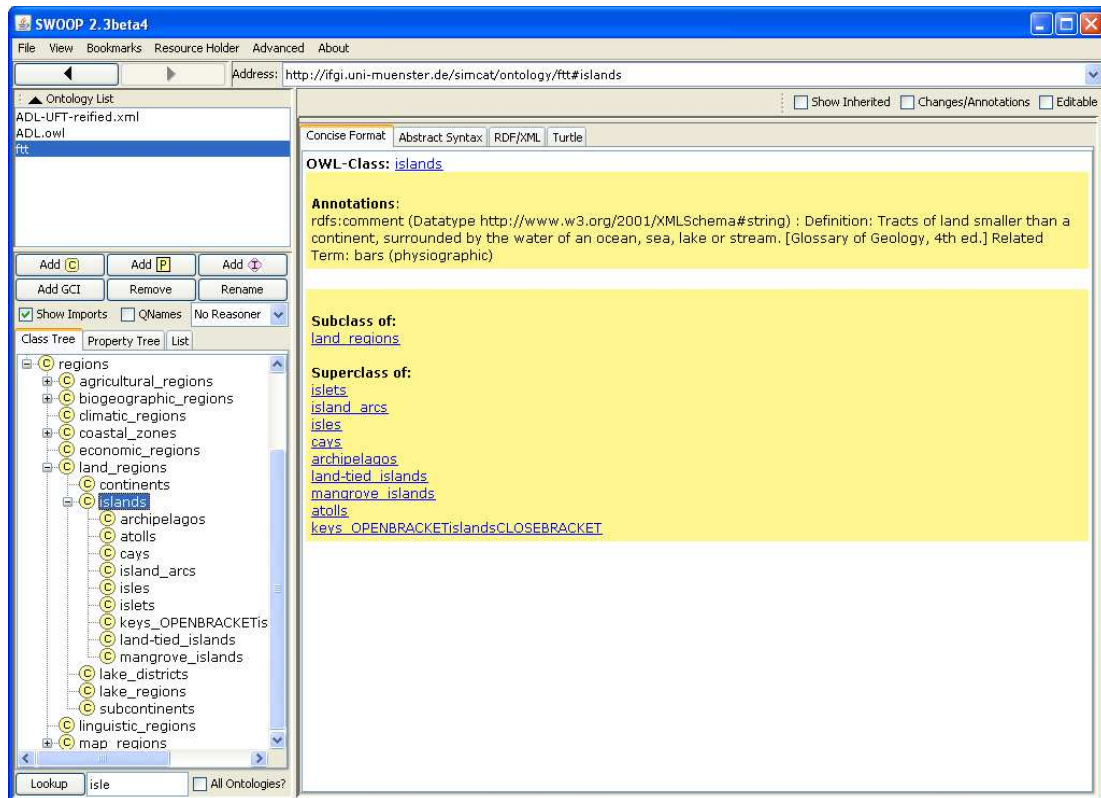 SWOOP 2.3beta4
File View Bookmarks Resource Holder Advanced About
Address: http://ifgi.uni-muenster.de/simcat/ontology/ftt#islands
Ontology List
ADL-UFT-reified.xml
ADL.owl
ftt
Add C Add P Add I
Add GCI Remove Rename
Show Imports QNames No Reasoner
Class Tree Property Tree List
C regions
C agricultural_regions
C biogeographic_regions
C climatic_regions
C coastal_zones
C economic_regions
C land_regions
C continents
C islands
C archipelagos
C atolls
C cays
C island_arcs
C isles
C islets
C keys_OPENBRACKETis
C land-tied_islands
C mangrove_islands
C lake_districts
C lake_regions
C subcontinents
C linguistic_regions
C map_regions
Lookup isle All Ontologies?
Show Inherited Changes/Annotations Editable
Concise Format Abstract Syntax RDF/XML Turtle
OWL-Class: islands
Annotations:
rdfs:comment (Datatype http://www.w3.org/2001/XMLSchema#string) : Definition: Tracts of land smaller than a
continent, surrounded by the water of an ocean, sea, lake or stream. [Glossary of Geology, 4th ed.] Related
Term: bars (physiographic)
Subclass of:
land_regions
Superclass of:
islets
island_arcs
isles
cays
archipelagos
land-tied_islands
mangrove_islands
atolls
keys_OPENBRACKETislandsCLOSEBRACKET